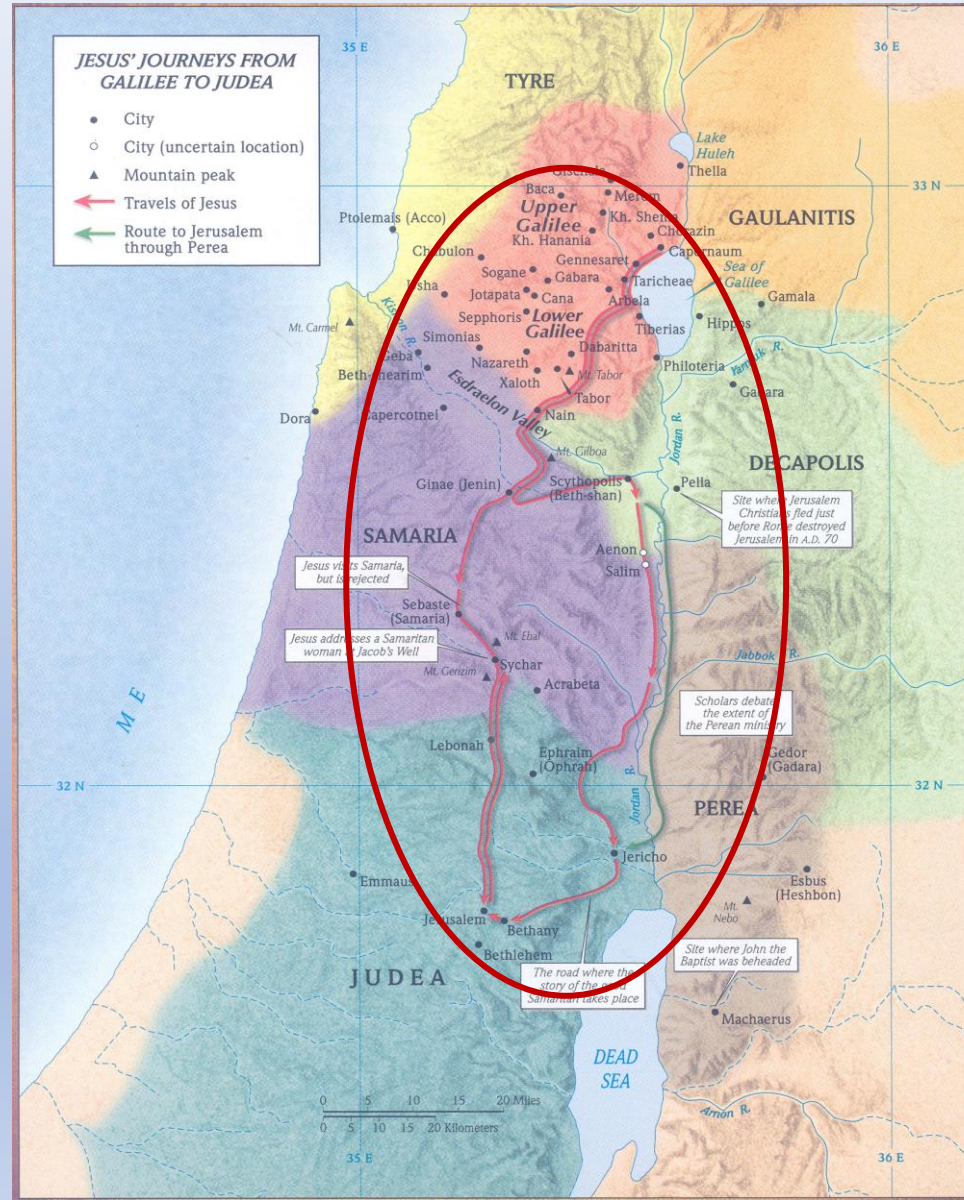 JESUS' JOURNEYS FROM
GALILEE TO JUDEA
City
City (uncertain location)
Mountain peak
Travels of Jesus
Route to Jerusalem
through Perea
35 E
36 E
TYRE
Lake
Huleh
Thella
33 N
33 N
Gischala
Baca
Merom
Upper
Galilee
Kh. Shema
GAULANITIS
Ptolemais (Acco)
Kh. Hanania
Chorazin
Chabulon
Capernaum
Gennesaret
Sea of
Galilee
Sogane
Gabara
Taricheae
Usha
Jotapata
Cana
Arbela
Gamala
Sepphoris
Lower
Galilee
Tiberias
Hippos
Mt. Carmel
Kishon R.
Simonias
Dabaritta
Geba
Nazareth
Philoteria
Yarmuk R.
Beth-shearim
Xaloth
Mt. Tabor
Esdraelon Valley
Tabor
Gadara
Dora
Capercotnei
Nain
Jordan R.
Mt. Gilboa
DECAPOLIS
Ginae (Jenin)
Scythopolis
(Beth-shan)
Pella
Site where Jerusalem
Christians fled just
before Rome destroyed
Jerusalem in A.D. 70
SAMARIA
Aenon
Jesus visits Samaria,
but is rejected
Salim
Sebaste
(Samaria)
Jesus addresses a Samaritan
woman at Jacob's Well
Mt. Ebal
Sychar
Jabbok R.
Mt. Gerizim
Acrabeta
Scholars debate
the extent of
the Perean ministry
M E
Lebonah
Ephraim
(Ophrah)
Gedor
(Gadara)
32 N
32 N
Jordan R.
PEREA
Jericho
Emmaus
Esbus
(Heshbon)
Mt.
Nebo
Jerusalem
Bethany
Bethlehem
Site where John the
Baptist was beheaded
JUDEA
The road where the
story of the good
Samaritan takes place
Machaerus
DEAD
SEA
0 5 10 15 20 Miles
0 5 10 15 20 Kilometers
Arnon R.
35 E
36 E